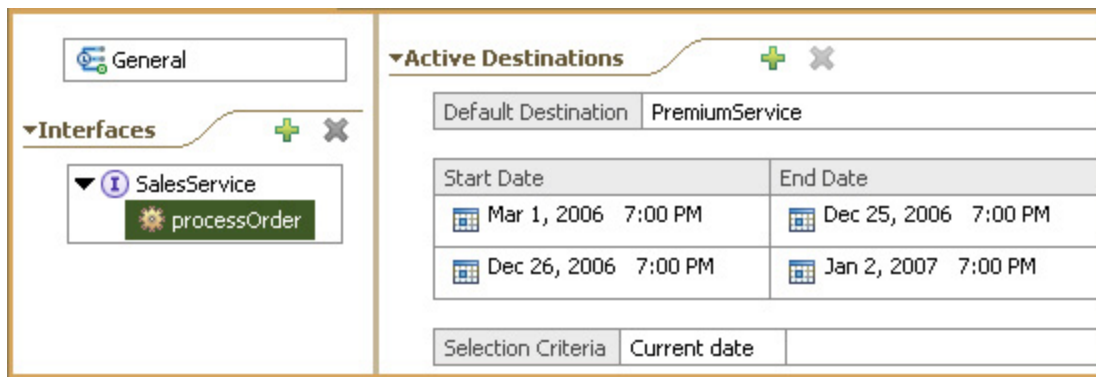 General
Interfaces
SalesService
processOrder
Active Destinations
Default Destination PremiumService
Start Date End Date
Mar 1, 2006 7:00 PM Dec 25, 2006 7:00 PM
Dec 26, 2006 7:00 PM Jan 2, 2007 7:00 PM
Selection Criteria Current date